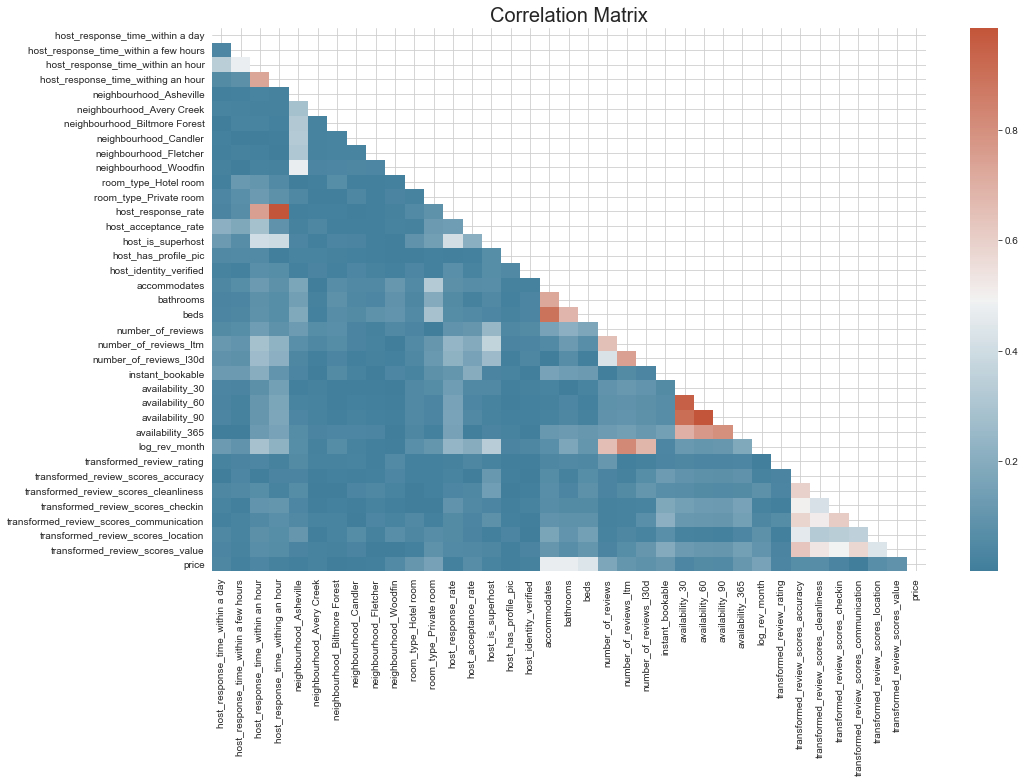 Correlation Matrix
host_response_time_within a day
host_response_time_within a few hours
host_response_time_within an hour
host_response_time_withing an hour
neighbourhood_Asheville
neighbourhood_Avery Creek
neighbourhood_Biltmore Forest
neighbourhood_Candler
neighbourhood_Fletcher
neighbourhood_Woodfin
room_type_Hotel room
room_type_Private room
host_response_rate
host_acceptance_rate
host_is_superhost
host_has_profile_pic
host_identity_verified
accommodates
bathrooms
beds
number_of_reviews
number_of_reviews_ltm
number_of_reviews_l30d
instant_bookable
availability_30
availability_60
availability_90
availability_365
log_rev_month
transformed_review_rating
transformed_review_scores_accuracy
transformed_review_scores_cleanliness
transformed_review_scores_checkin
transformed_review_scores_communication
transformed_review_scores_location
transformed_review_scores_value
price
host_response_time_within a day
host_response_time_within a few hours
host_response_time_within an hour
host_response_time_withing an hour
neighbourhood_Asheville
neighbourhood_Avery Creek
neighbourhood_Biltmore Forest
neighbourhood_Candler
neighbourhood_Fletcher
neighbourhood_Woodfin
room_type_Hotel room
room_type_Private room
host_response_rate
host_acceptance_rate
host_is_superhost
host_has_profile_pic
host_identity_verified
accommodates
bathrooms
beds
number_of_reviews
number_of_reviews_ltm
number_of_reviews_l30d
instant_bookable
availability_30
availability_60
availability_90
availability_365
log_rev_month
transformed_review_rating
transformed_review_scores_accuracy
transformed_review_scores_cleanliness
transformed_review_scores_checkin
transformed_review_scores_communication
transformed_review_scores_location
transformed_review_scores_value
price
0.8
0.6
0.4
0.2